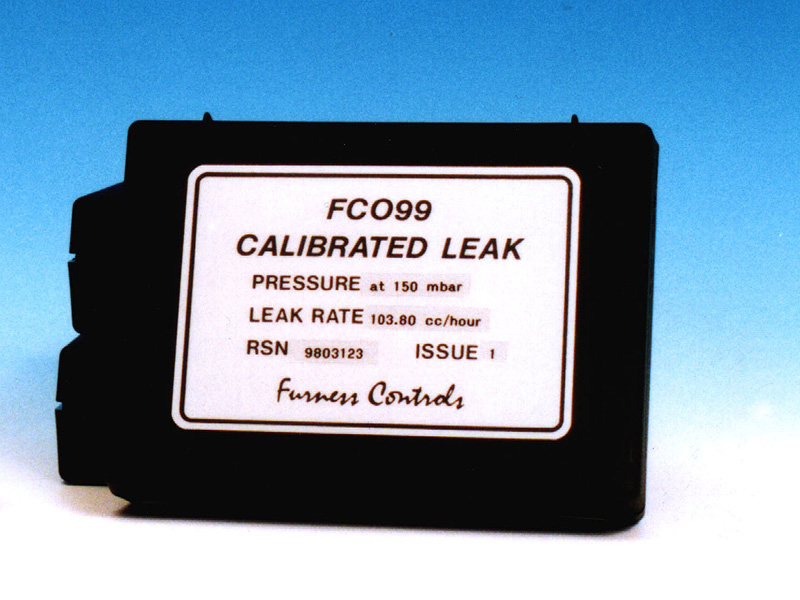 FCO99
CALIBRATED LEAK
PRESSURE at 150 mbar
LEAK RATE 103.80 cc/hour
RSN 9803123 ISSUE 1
Furness Controls